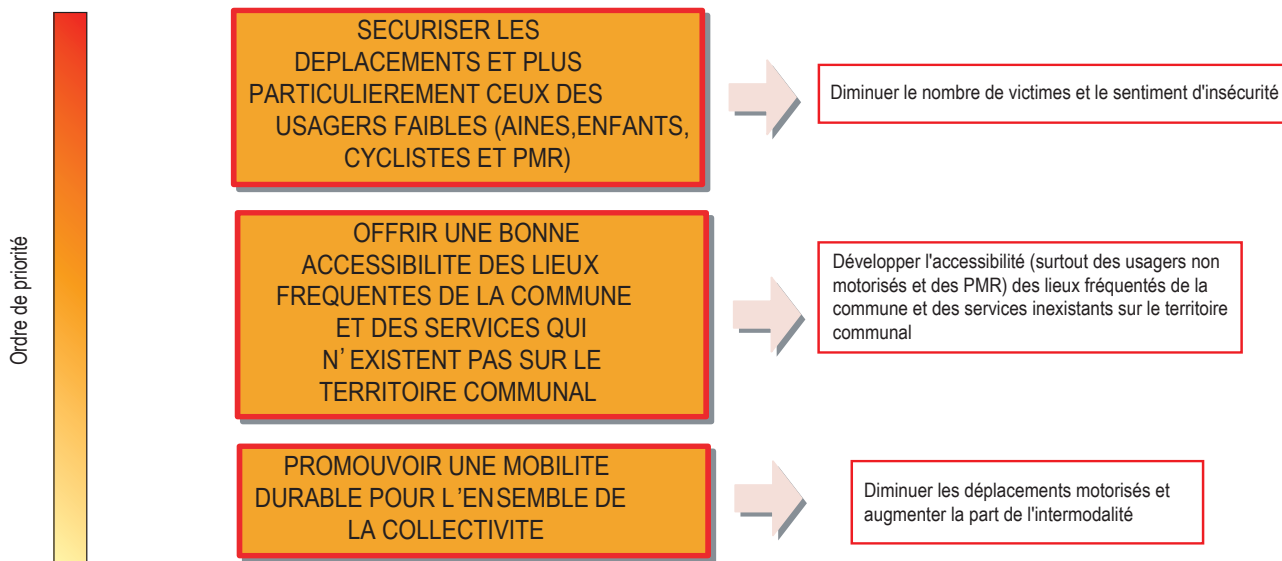 Ordre de priorité
SECURISER LES
DEPLACEMENTS ET PLUS
PARTICULIEREMENT CEUX DES
USAGERS FAIBLES (AINES,ENFANTS,
CYCLISTES ET PMR)
Diminuer le nombre de victimes et le sentiment d'insécurité
OFFRIR UNE BONNE
ACCESSIBILITE DES LIEUX
FREQUENTES DE LA COMMUNE
ET DES SERVICES QUI
N'EXISTENT PAS SUR LE
TERRITOIRE COMMUNAL
Développer l'accessibilité (surtout des usagers non
motorisés et des PMR) des lieux fréquentés de la
commune et des services inexistants sur le territoire
communal
PROMOUVOIR UNE MOBILITE
DURABLE POUR L'ENSEMBLE DE
LA COLLECTIVITE
Diminuer les déplacements motorisés et
augmenter la part de l'intermodalité